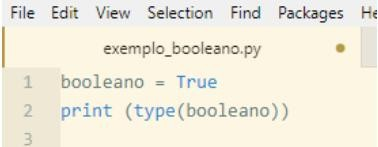 File Edit View Selection Find Packages He
exemplo_booleano.py
1 booleano = True
2 print (type(booleano))
3